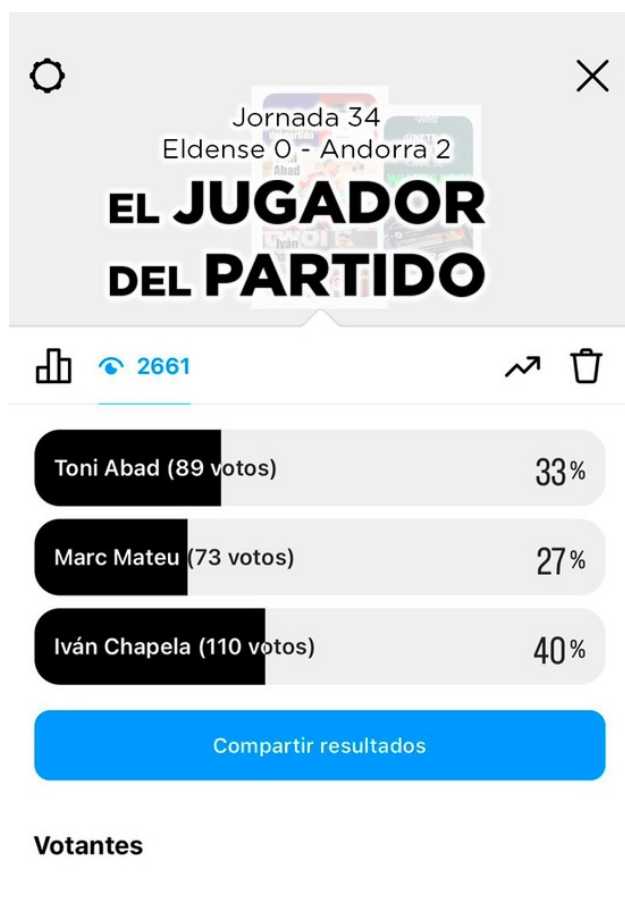 Jornada 34
Eldense 0 - Andorra 2
EL JUGADOR
DEL PARTIDO
2661
Toni Abad (89 votos) 33%
Marc Mateu (73 votos) 27%
Iván Chapela (110 votos) 40%
Compartir resultados
Votantes